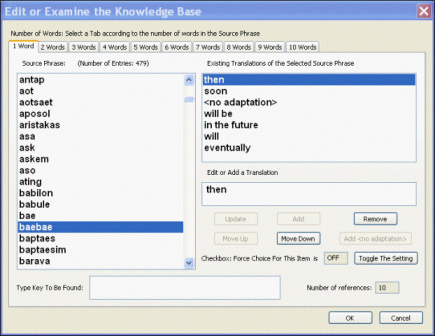 Edit or Examine the Knowledge Base
Number of Words: Select a Tab according to the number of words in the Source Phrase
1 Word 2 Words 3 Words 4 Words 5 Words 6 Words 7 Words 8 Words 9 Words 10 Words
Source Phrase: (Number of Entries: 479)
antap
aot
aotsaet
aposol
aristakas
asa
ask
askem
aso
ating
babilon
babule
bae
baebae
baptaes
baptaesim
barava
Existing Translations of the Selected Source Phrase
then
soon
<no adaptation>
will be
in the future
will
eventually
Edit or Add a Translation
then
Update Add Remove
Move Up Move Down Add <no adaptation>
Checkbox: Force Choice For This Item is OFF Toggle The Setting
Type Key To Be Found:
Number of references: 10
OK Cancel